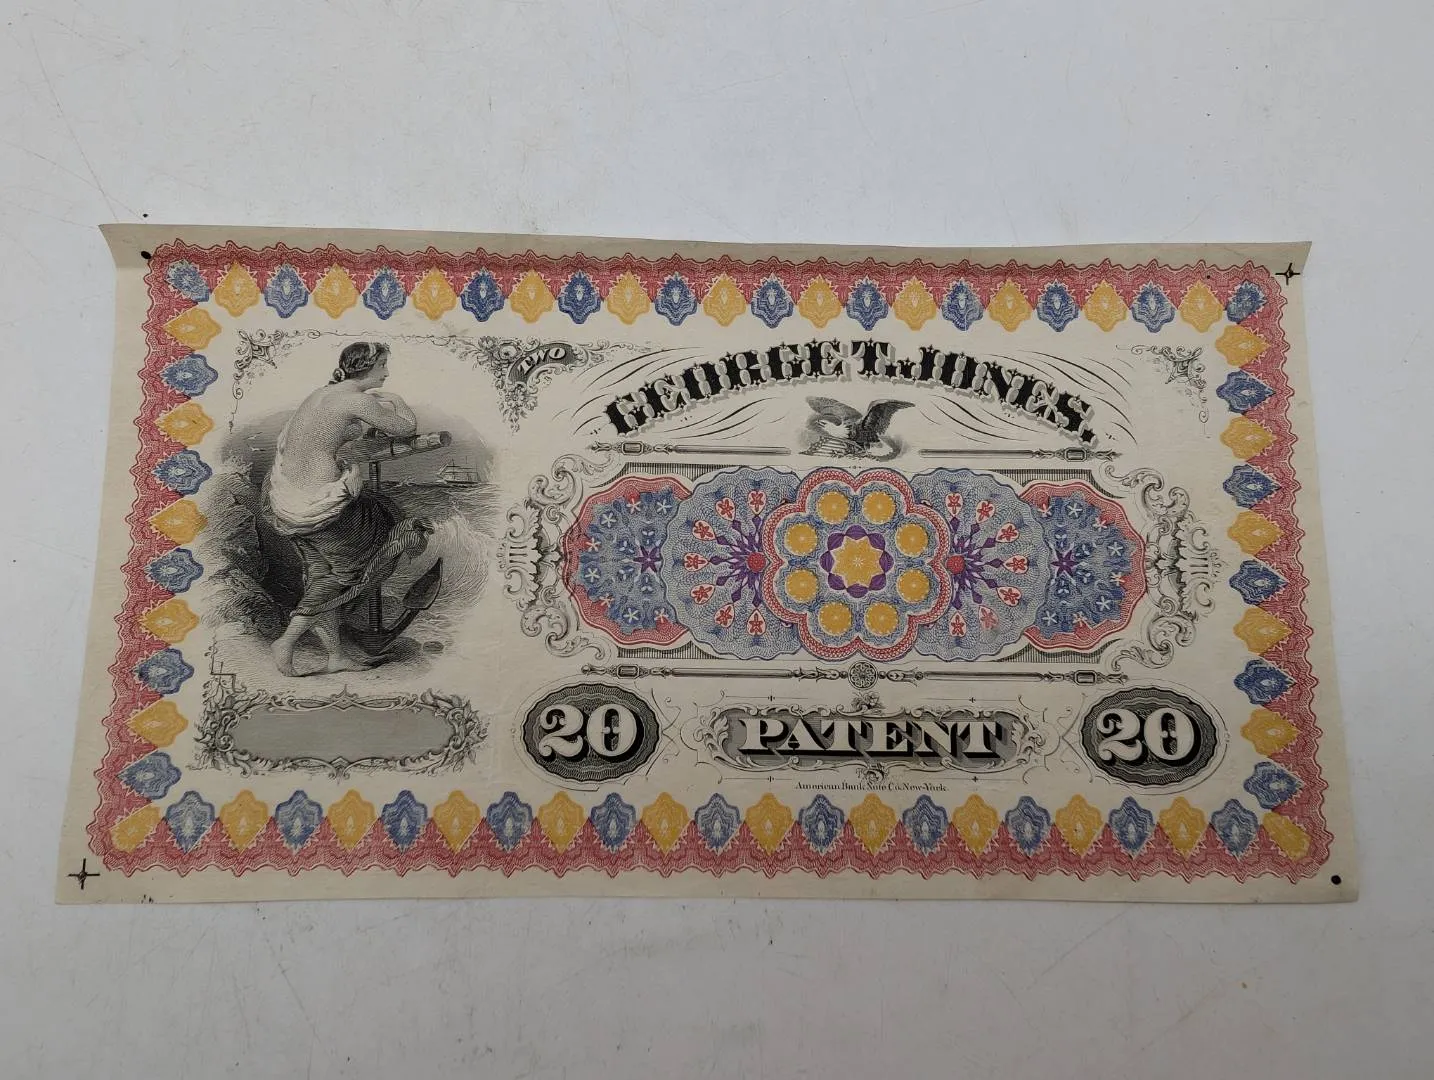 TWO
GEORGE T. JONES.
20 PATENT 20
American Bank Note Co. New-York.